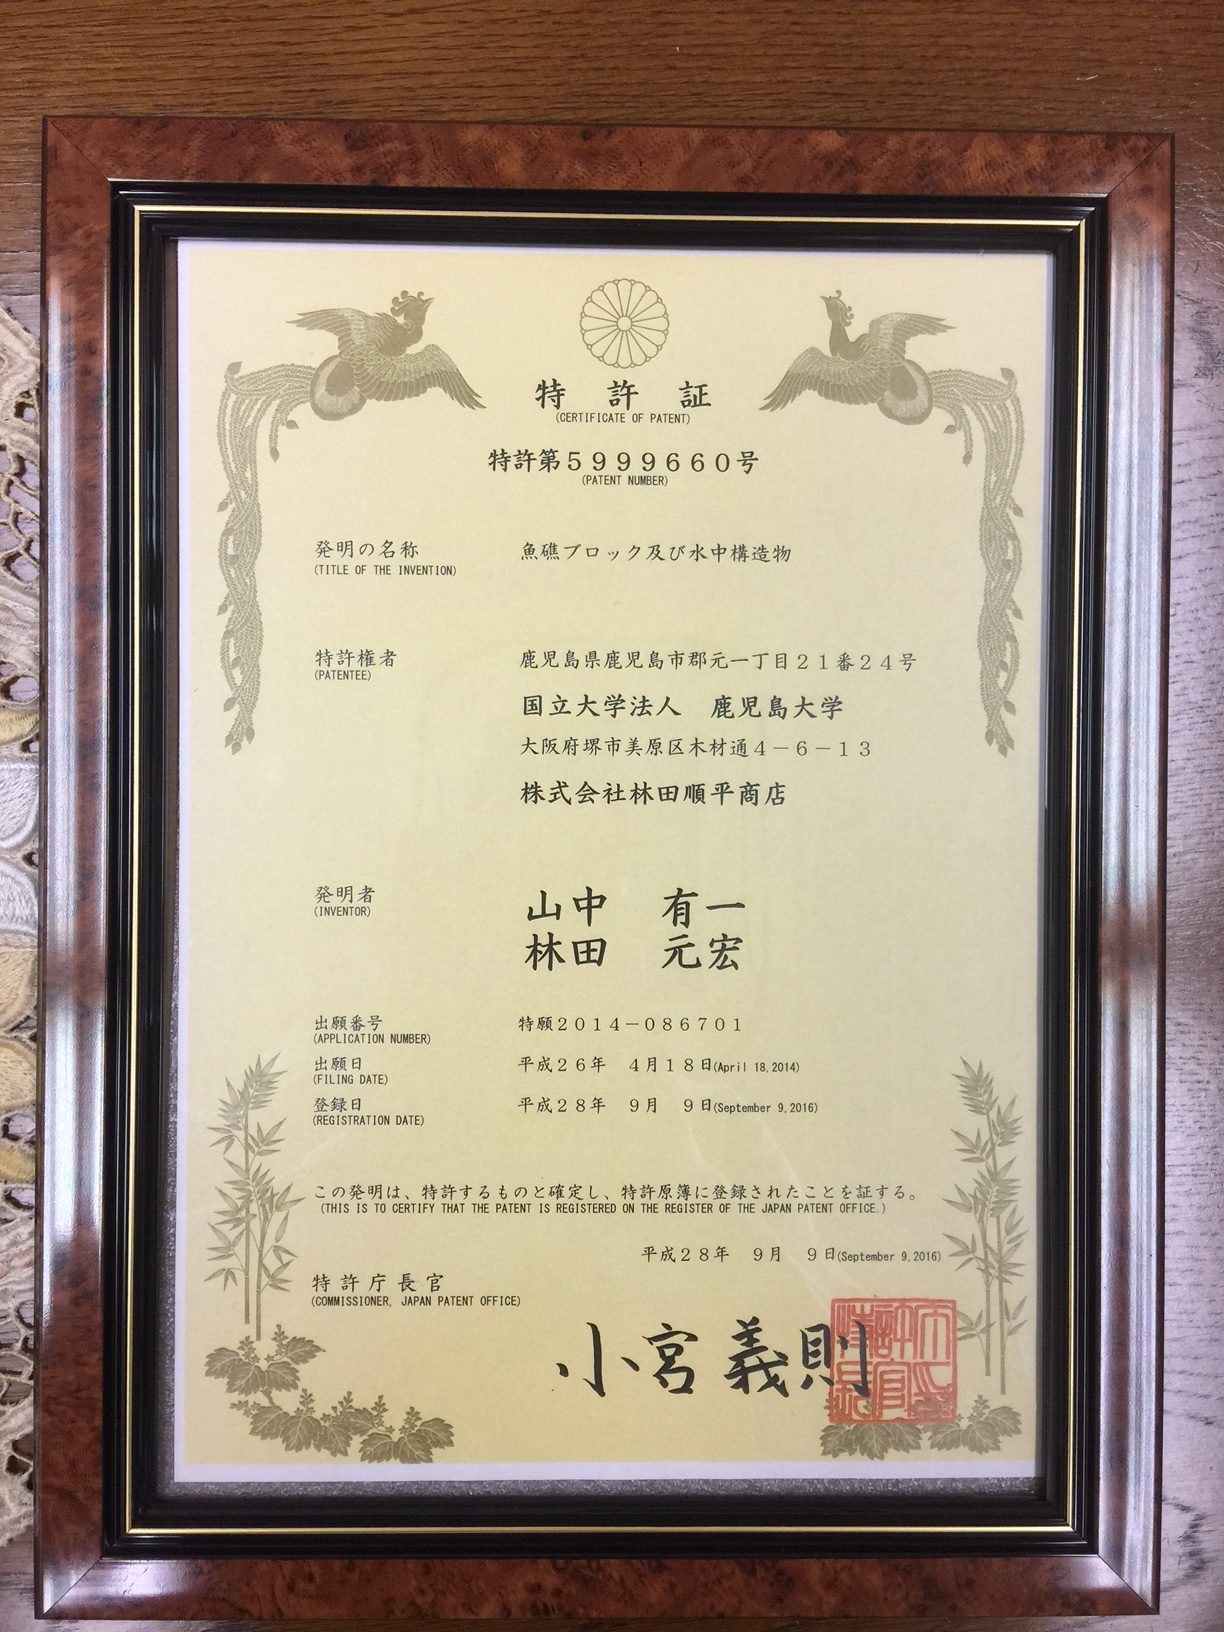 特許証
(CERTIFICATE OF PATENT)
特許第５９９９６６０号
(PATENT NUMBER)
発明の名称 魚礁ブロック及び水中構造物
(TITLE OF THE INVENTION)
特許権者 鹿児島県鹿児島市郡元一丁目２１番２４号
(PATENTEE)
国立大学法人　鹿児島大学
大阪府堺市美原区木材通４－６－１３
株式会社林田順平商店
発明者 山中　有一
(INVENTOR)
林田　元宏
出願番号 特願２０１４－０８６７０１
(APPLICATION NUMBER)
出願日 平成２６年　４月１８日(April 18,2014)
(FILING DATE)
登録日 平成２８年　９月　９日(September 9,2016)
(REGISTRATION DATE)
この発明は、特許するものと確定し、特許原簿に登録されたことを証する。
(THIS IS TO CERTIFY THAT THE PATENT IS REGISTERED ON THE REGISTER OF THE JAPAN PATENT OFFICE.)
平成２８年　９月　９日(September 9,2016)
特許庁長官
(COMMISSIONER, JAPAN PATENT OFFICE)
小宮義則